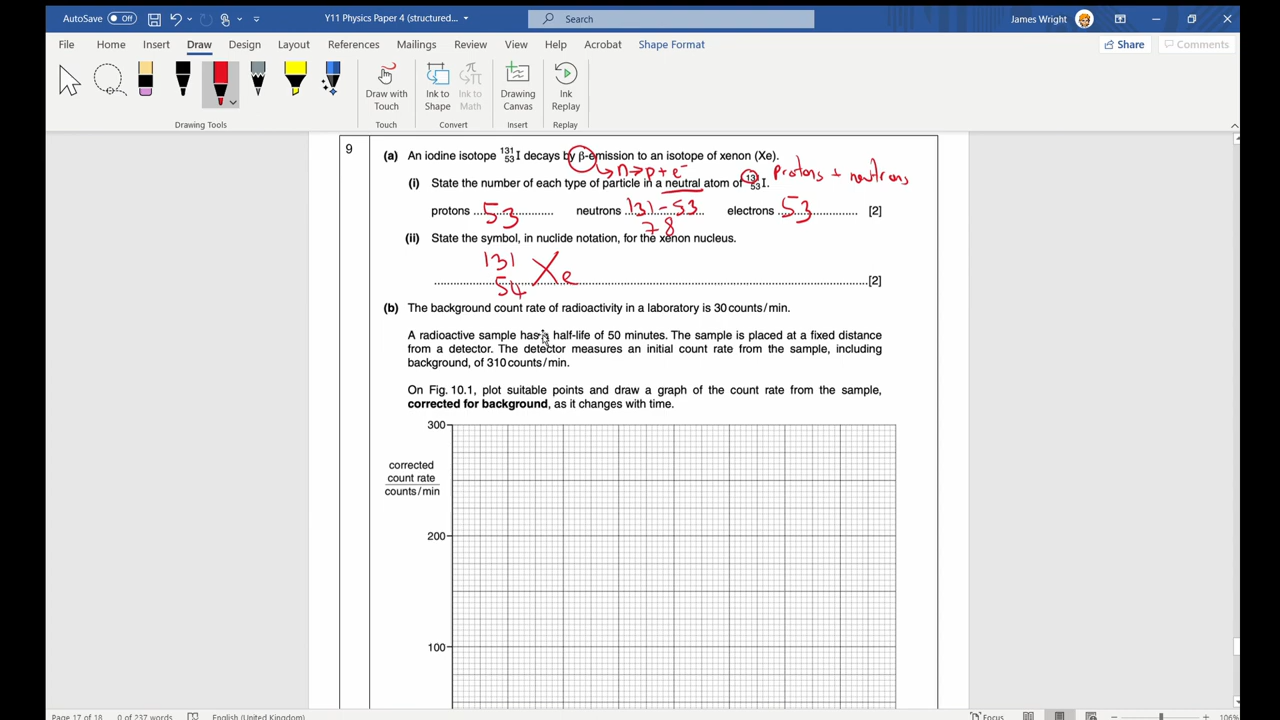 AutoSave Off Y11 Physics Paper 4 (structured... Search James Wright
File Home Insert Draw Design Layout References Mailings Review View Help Acrobat Shape Format Share Comments
Draw with Touch Ink to Shape Ink to Math Drawing Canvas Ink Replay
Drawing Tools Touch Convert Insert Replay
9
(a) An iodine isotope ¹³¹₅₃I decays by β-emission to an isotope of xenon (Xe).
n → p + e⁻
protons + neutrons
(i) State the number of each type of particle in a neutral atom of ¹³¹₅₃I.
protons 53 neutrons 131 - 53 electrons 53 [2]
78
(ii) State the symbol, in nuclide notation, for the xenon nucleus.
131
54 Xe [2]
(b) The background count rate of radioactivity in a laboratory is 30 counts/min.
A radioactive sample has a half-life of 50 minutes. The sample is placed at a fixed distance
from a detector. The detector measures an initial count rate from the sample, including
background, of 310 counts/min.
On Fig. 10.1, plot suitable points and draw a graph of the count rate from the sample,
corrected for background, as it changes with time.
300
corrected
count rate
counts/min
200
100
Page 17 of 18 0 of 237 words English (United Kingdom) Focus 106%